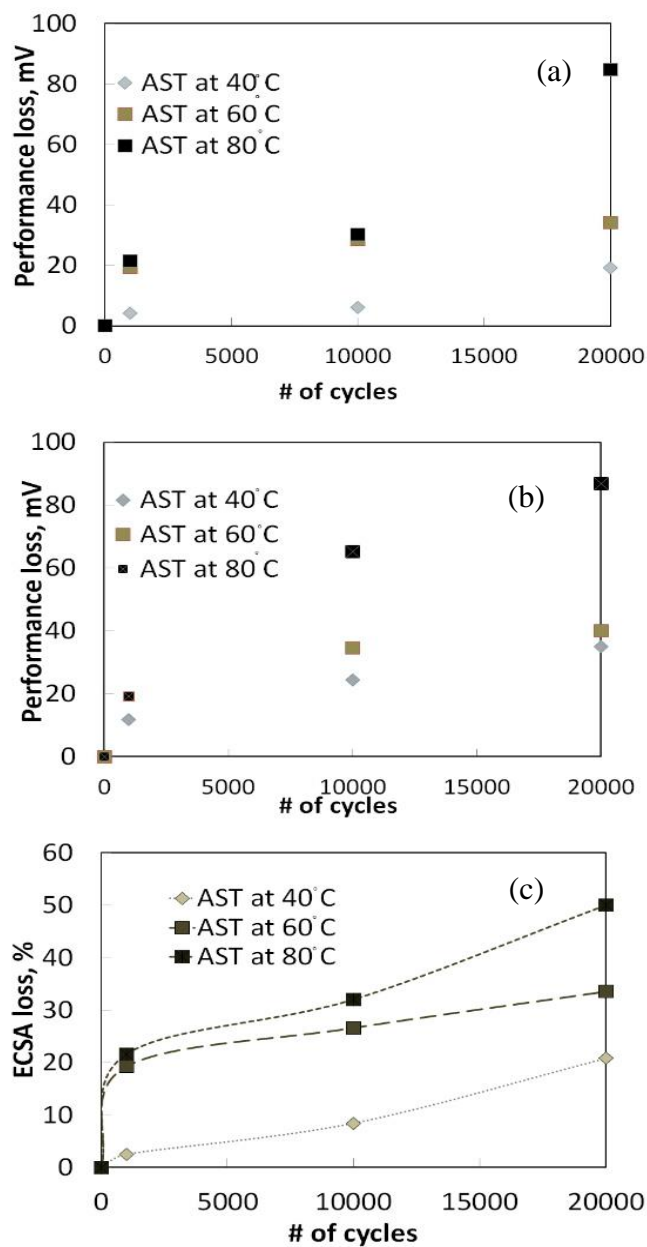 100
80
60
40
20
0
Performance loss, mV
AST at 40°C
AST at 60°C
AST at 80°C
(a)
0 5000 10000 15000 20000
# of cycles
100
80
60
40
20
0
Performance loss, mV
AST at 40°C
AST at 60°C
AST at 80°C
(b)
0 5000 10000 15000 20000
# of cycles
60
50
40
30
20
10
0
ECSA loss, %
AST at 40°C
AST at 60°C
AST at 80°C
(c)
0 5000 10000 15000 20000
# of cycles